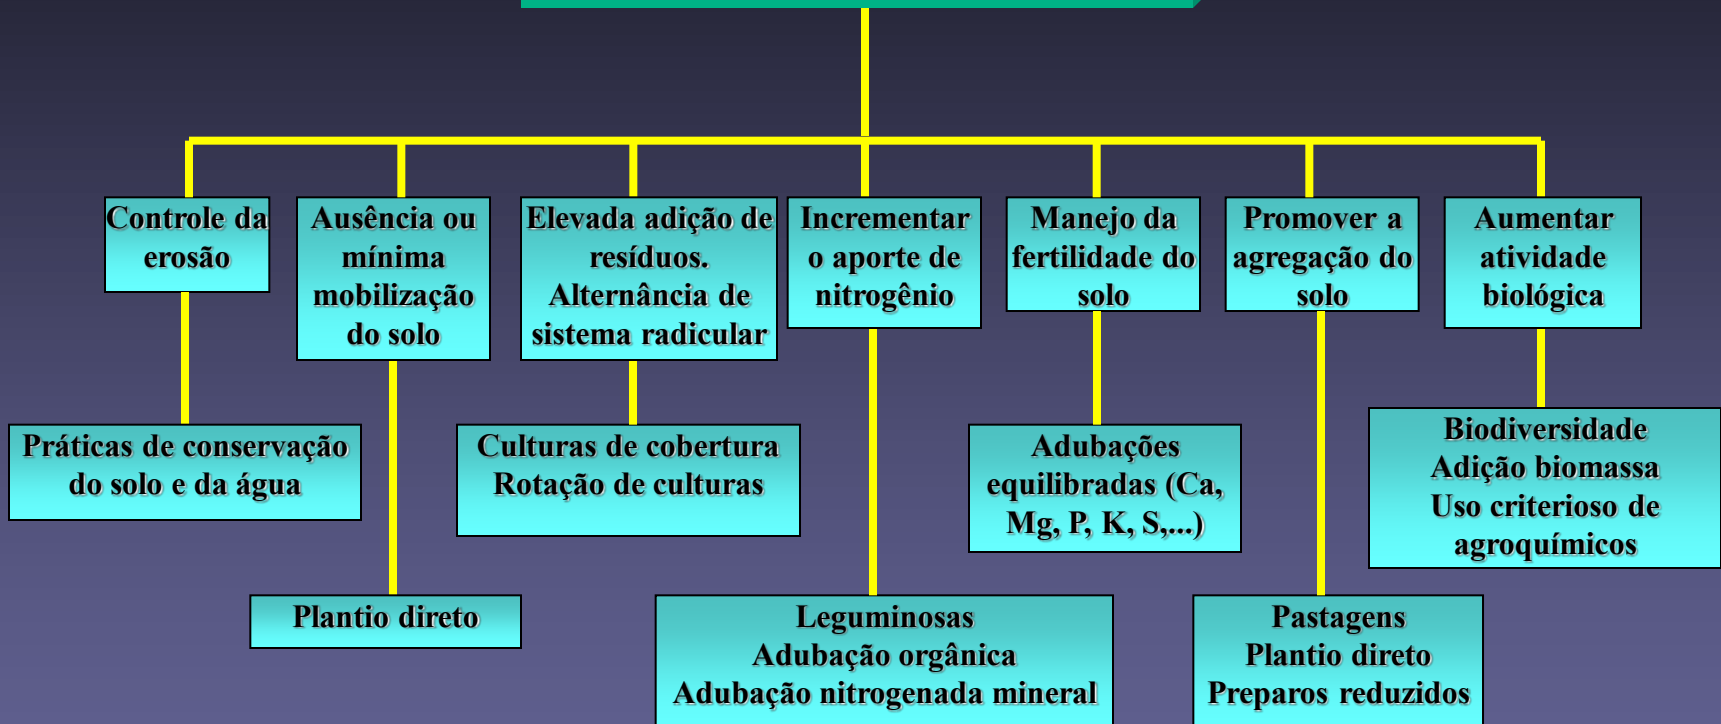 Controle da
erosão
Ausência ou
mínima
mobilização
do solo
Elevada adição de
resíduos.
Alternância de
sistema radicular
Incrementar
o aporte de
nitrogênio
Manejo da
fertilidade do
solo
Promover a
agregação do
solo
Aumentar
atividade
biológica
Práticas de conservação
do solo e da água
Culturas de cobertura
Rotação de culturas
Adubações
equilibradas (Ca,
Mg, P, K, S,...)
Biodiversidade
Adição biomassa
Uso criterioso de
agroquímicos
Plantio direto
Leguminosas
Adubação orgânica
Adubação nitrogenada mineral
Pastagens
Plantio direto
Preparos reduzidos